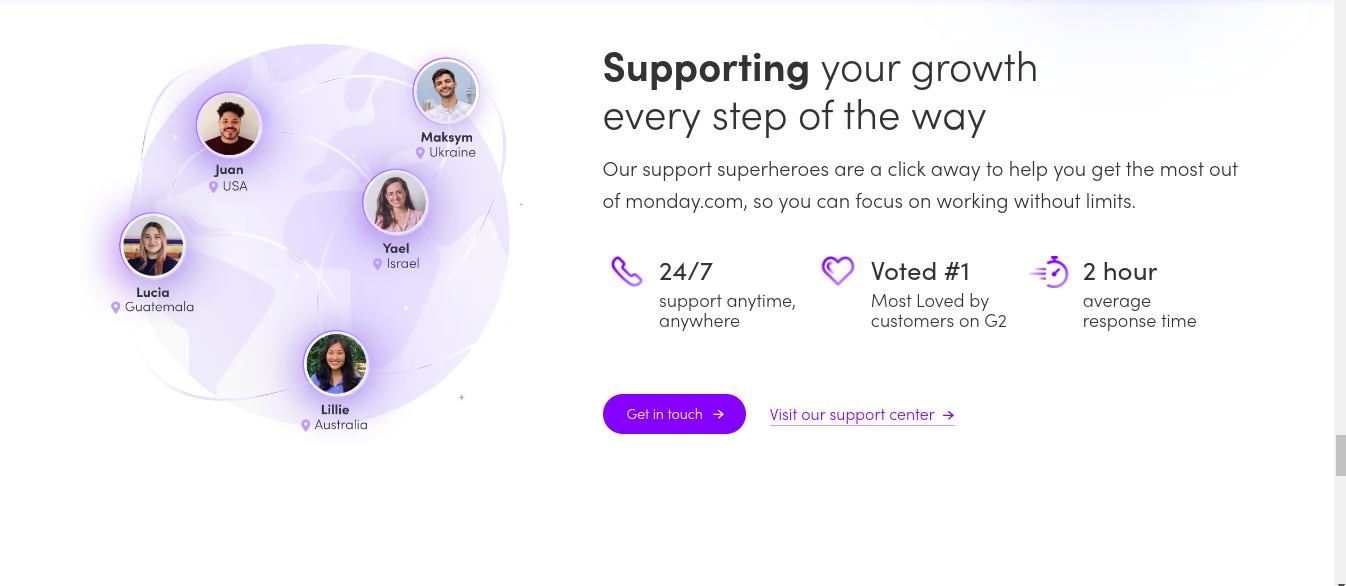 Maksym
Ukraine
Juan
USA
Yael
Israel
Lucia
Guatemala
Lillie
Australia
Supporting your growth
every step of the way
Our support superheroes are a click away to help you get the most out
of monday.com, so you can focus on working without limits.
24/7
support anytime,
anywhere
Voted #1
Most Loved by
customers on G2
2 hour
average
response time
Get in touch →
Visit our support center →